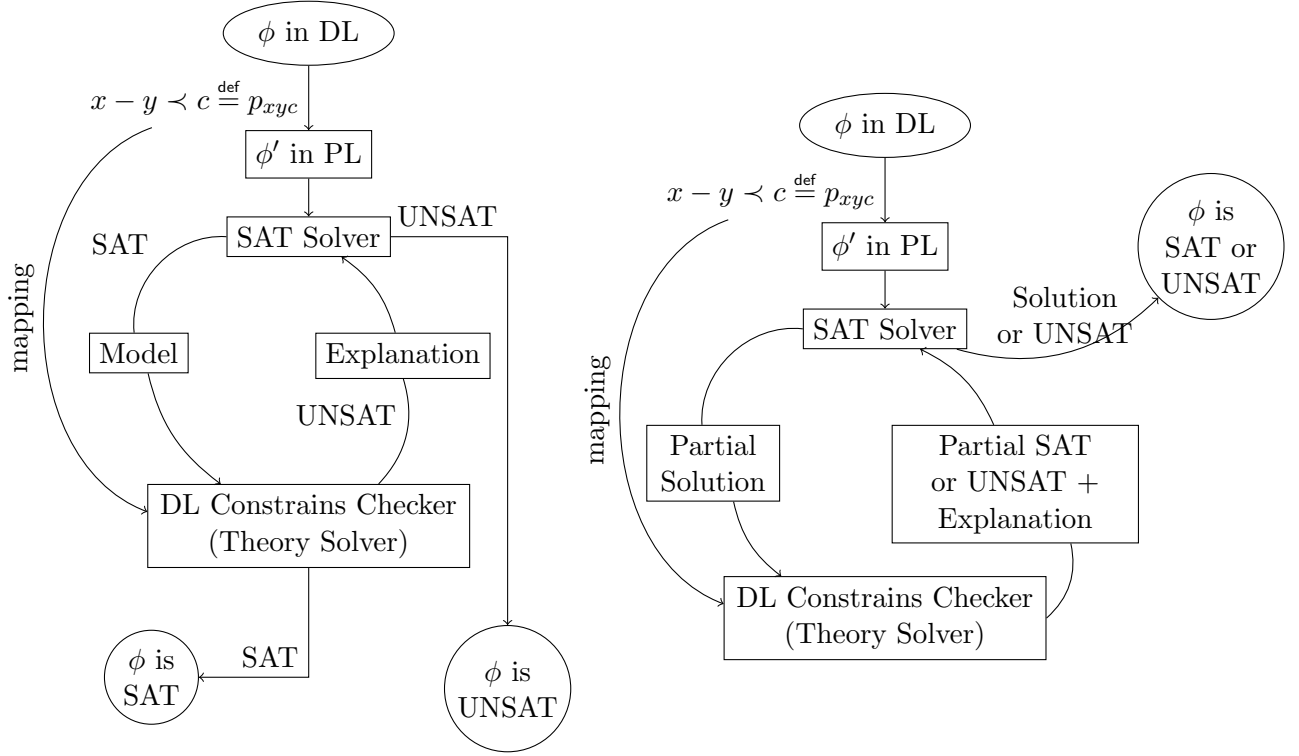 ϕ in DL
x − y ≺ c def= p_xyc
ϕ′ in PL
SAT Solver
UNSAT
SAT
mapping
Model
Explanation
UNSAT
DL Constrains Checker
(Theory Solver)
SAT
ϕ is
SAT
ϕ is
UNSAT
ϕ in DL
x − y ≺ c def= p_xyc
ϕ′ in PL
ϕ is
SAT or
UNSAT
SAT Solver
Solution
or UNSAT
mapping
Partial
Solution
Partial SAT
or UNSAT +
Explanation
DL Constrains Checker
(Theory Solver)